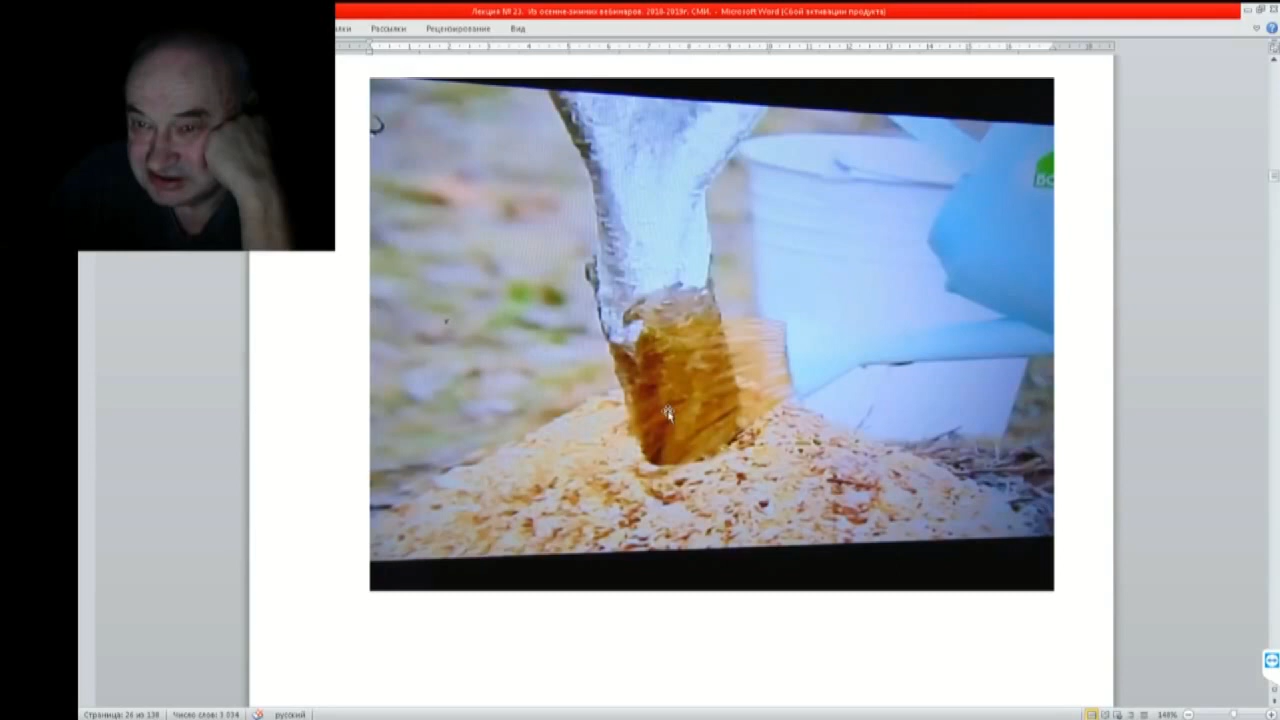 Лекция № 23. Из осенне-зимних вебинаров. 2018-2019г. СМИ. - Microsoft Word (Сбой активации продукта)
Рассылки Рецензирование Вид
Страница: 26 из 138 Число слов: 3 034 русский 148%